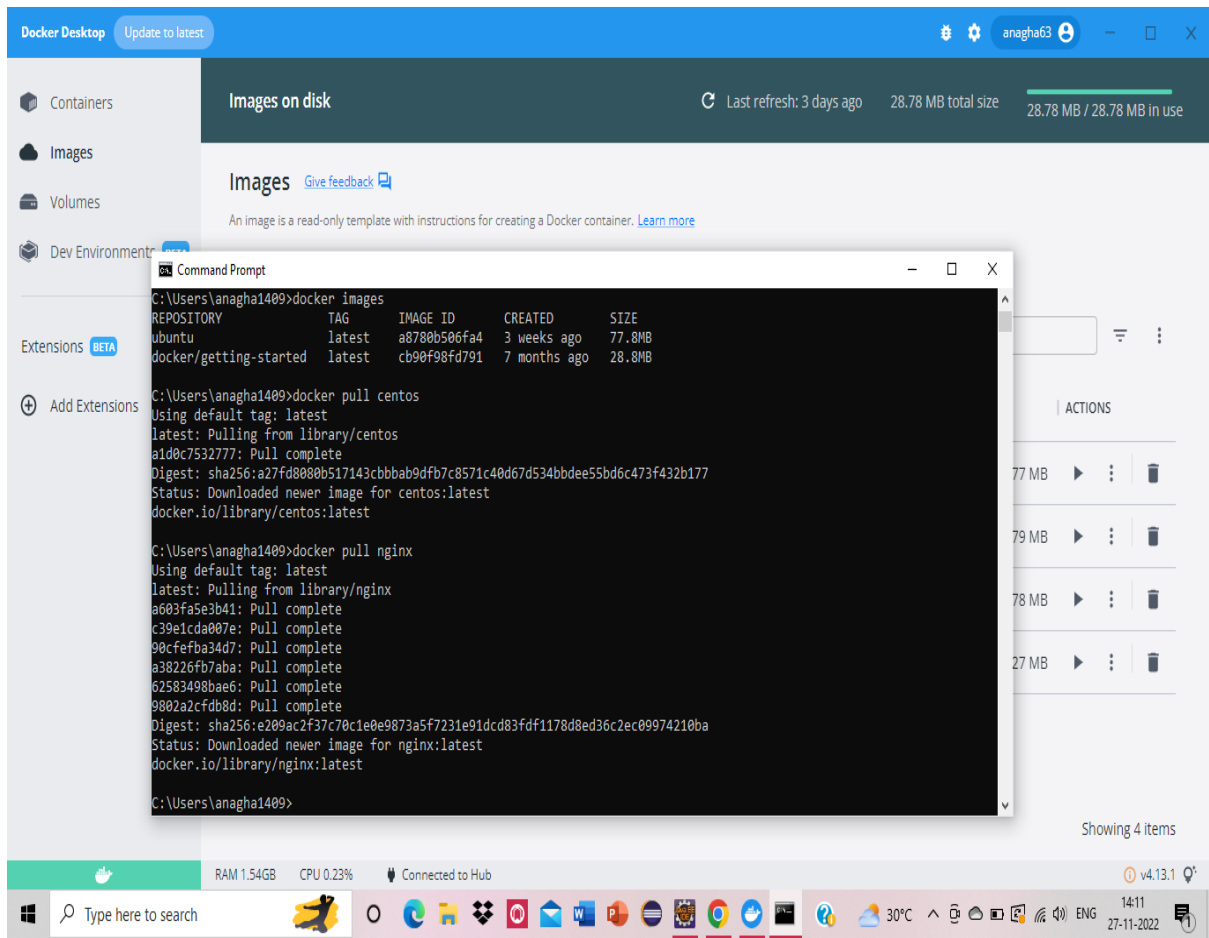 Docker Desktop Update to latest anagha63
Containers
Images
Volumes
Dev Environments
Extensions BETA
Add Extensions
Images on disk Last refresh: 3 days ago 28.78 MB total size 28.78 MB / 28.78 MB in use
Images Give feedback
An image is a read-only template with instructions for creating a Docker container. Learn more
Command Prompt
C:\Users\anagha1409>docker images
REPOSITORY TAG IMAGE ID CREATED SIZE
ubuntu latest a8780b506fa4 3 weeks ago 77.8MB
docker/getting-started latest cb90f98fd791 7 months ago 28.8MB
C:\Users\anagha1409>docker pull centos
Using default tag: latest
latest: Pulling from library/centos
a1d0c7532777: Pull complete
Digest: sha256:a27fd8080b517143cbbbab9dfb7c8571c40d67d534bbdee55bd6c473f432b177
Status: Downloaded newer image for centos:latest
docker.io/library/centos:latest
C:\Users\anagha1409>docker pull nginx
Using default tag: latest
latest: Pulling from library/nginx
a603fa5e3b41: Pull complete
c39e1cda007e: Pull complete
90cfefba34d7: Pull complete
a38226fb7aba: Pull complete
62583498bae6: Pull complete
9802a2cfdb8d: Pull complete
Digest: sha256:e209ac2f37c70c1e0e9873a5f7231e91dcd83fdf1178d8ed36c2ec09974210ba
Status: Downloaded newer image for nginx:latest
docker.io/library/nginx:latest
C:\Users\anagha1409>
ACTIONS
77 MB
79 MB
78 MB
27 MB
Showing 4 items
RAM 1.54GB CPU 0.23% Connected to Hub v4.13.1
Type here to search 30°C ENG 14:11
27-11-2022